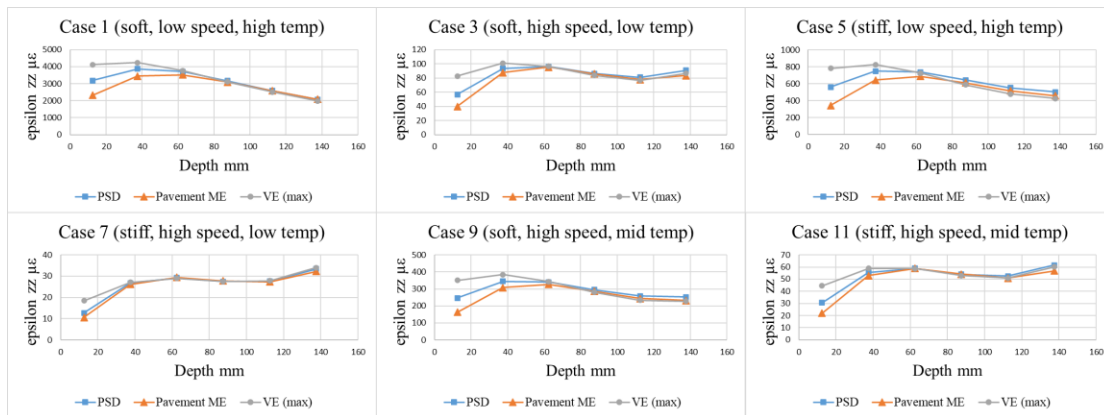 Case 1 (soft, low speed, high temp)
5000
4000
3000
2000
1000
0
epsilon zz με
0 20 40 60 80 100 120 140 160
Depth mm
PSD Pavement ME VE (max)
Case 3 (soft, high speed, low temp)
120
100
80
60
40
20
0
epsilon zz με
0 20 40 60 80 100 120 140 160
Depth mm
PSD Pavement ME VE (max)
Case 5 (stiff, low speed, high temp)
1000
800
600
400
200
0
epsilon zz με
0 20 40 60 80 100 120 140 160
Depth mm
PSD Pavement ME VE (max)
Case 7 (stiff, high speed, low temp)
40
30
20
10
0
epsilon zz με
0 20 40 60 80 100 120 140 160
Depth mm
PSD Pavement ME VE (max)
Case 9 (soft, high speed, mid temp)
500
400
300
200
100
0
epsilon zz με
0 20 40 60 80 100 120 140 160
Depth mm
PSD Pavement ME VE (max)
Case 11 (stiff, high speed, mid temp)
70
60
50
40
30
20
10
0
epsilon zz με
0 20 40 60 80 100 120 140 160
Depth mm
PSD Pavement ME VE (max)